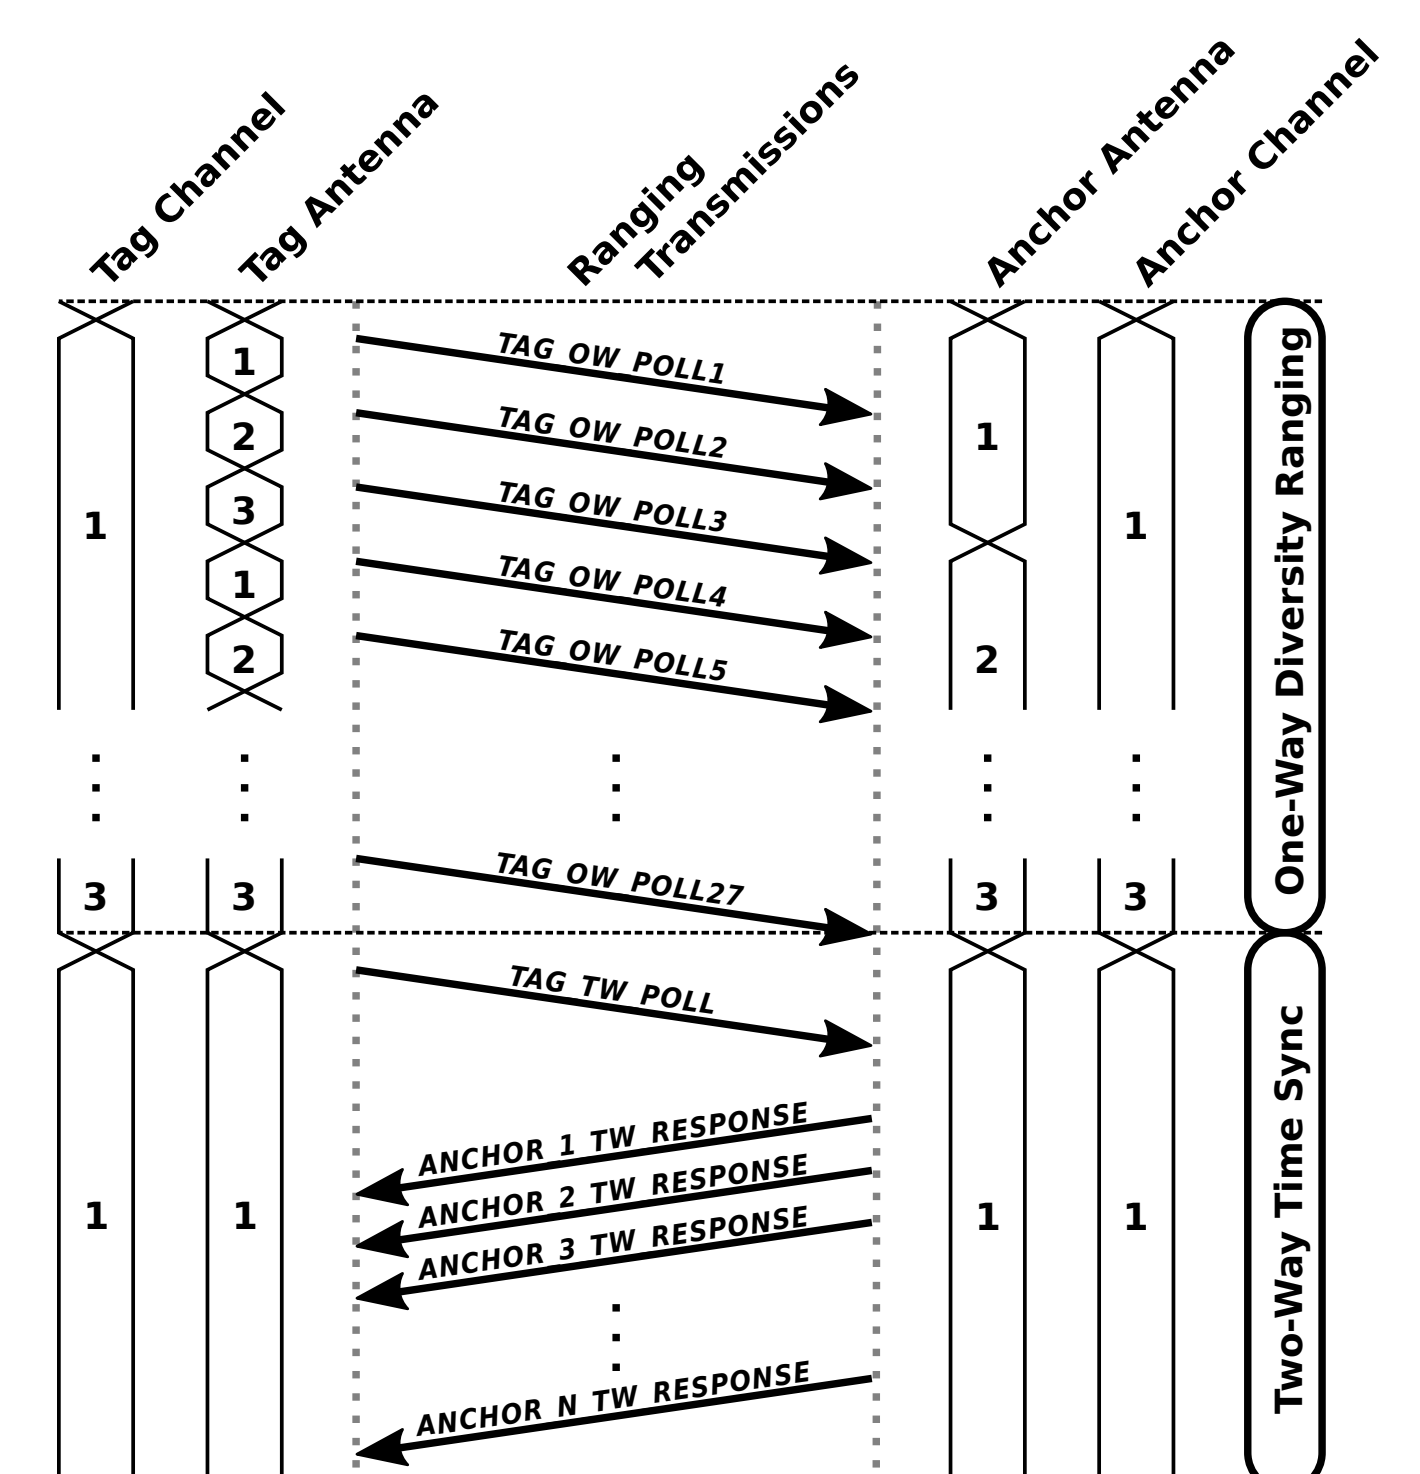 Tag Channel
Tag Antenna
Ranging
Transmissions
Anchor Antenna
Anchor Channel
1
TAG OW POLL1
2
TAG OW POLL2
1
3
TAG OW POLL3
1
1
1
TAG OW POLL4
2
TAG OW POLL5
2
One-Way Diversity Ranging
3
3
TAG OW POLL27
3
3
TAG TW POLL
ANCHOR 1 TW RESPONSE
ANCHOR 2 TW RESPONSE
ANCHOR 3 TW RESPONSE
1
1
1
1
Two-Way Time Sync
ANCHOR N TW RESPONSE